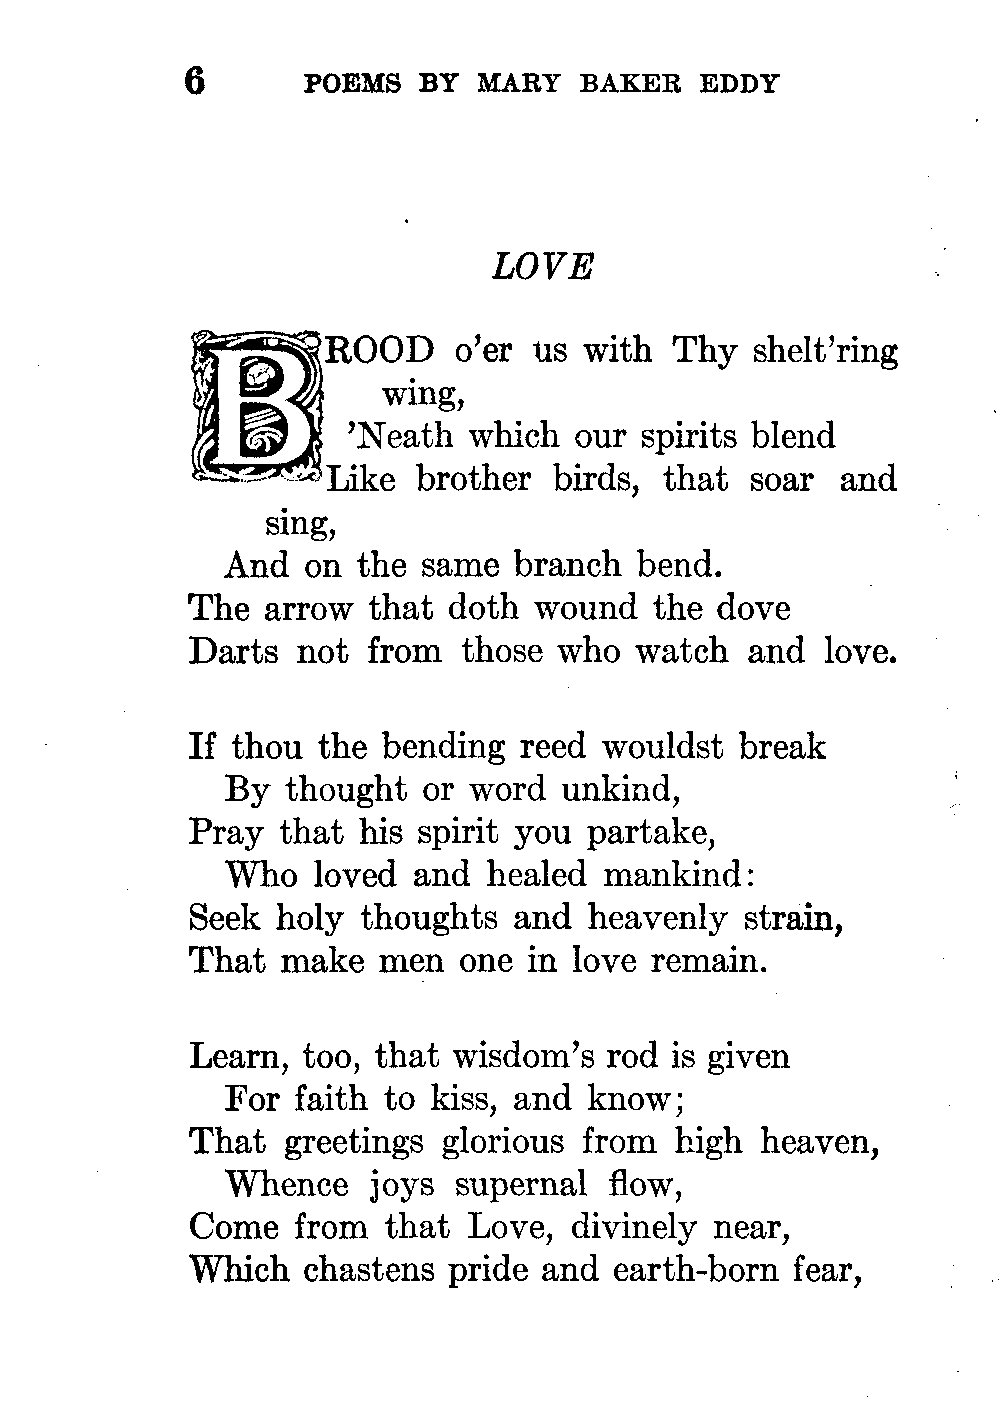 6 POEMS BY MARY BAKER EDDY
LOVE
BROOD o'er us with Thy shelt'ring
wing,
'Neath which our spirits blend
Like brother birds, that soar and
sing,
And on the same branch bend.
The arrow that doth wound the dove
Darts not from those who watch and love.
If thou the bending reed wouldst break
By thought or word unkind,
Pray that his spirit you partake,
Who loved and healed mankind:
Seek holy thoughts and heavenly strain,
That make men one in love remain.
Learn, too, that wisdom's rod is given
For faith to kiss, and know;
That greetings glorious from high heaven,
Whence joys supernal flow,
Come from that Love, divinely near,
Which chastens pride and earth-born fear,